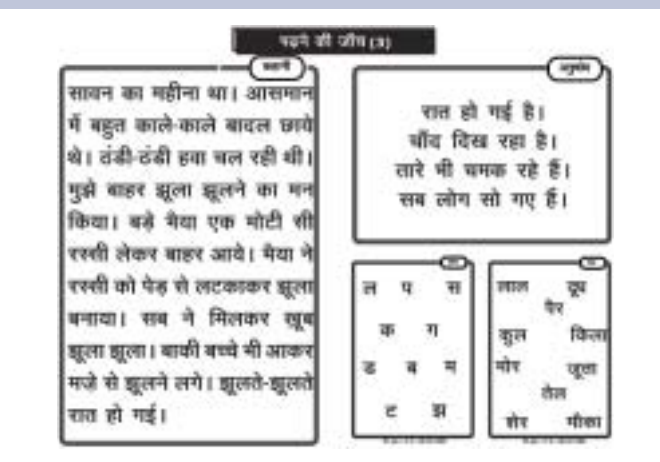 पढ़ने की जाँच (3)
कहानी
सावन का महीना था। आसमान
में बहुत काले-काले बादल छाये
थे। ठंडी-ठंडी हवा चल रही थी।
मुझे बाहर झूला झूलने का मन
किया। बड़े भैया एक मोटी सी
रस्सी लेकर बाहर आये। भैया ने
रस्सी को पेड़ से लटकाकर झूला
बनाया। सब ने मिलकर खूब
झूला झूला। बाकी बच्चे भी आकर
मजे से झूलने लगे। झूलते-झूलते
रात हो गई।
अनुच्छेद
रात हो गई है।
चाँद दिख रहा है।
तारे भी चमक रहे हैं।
सब लोग सो गए हैं।
ल प स
क ग
ड ब म
ट झ
लाल दूध
पैर
कुल किला
मोर जूता
तेल
शेर मौका